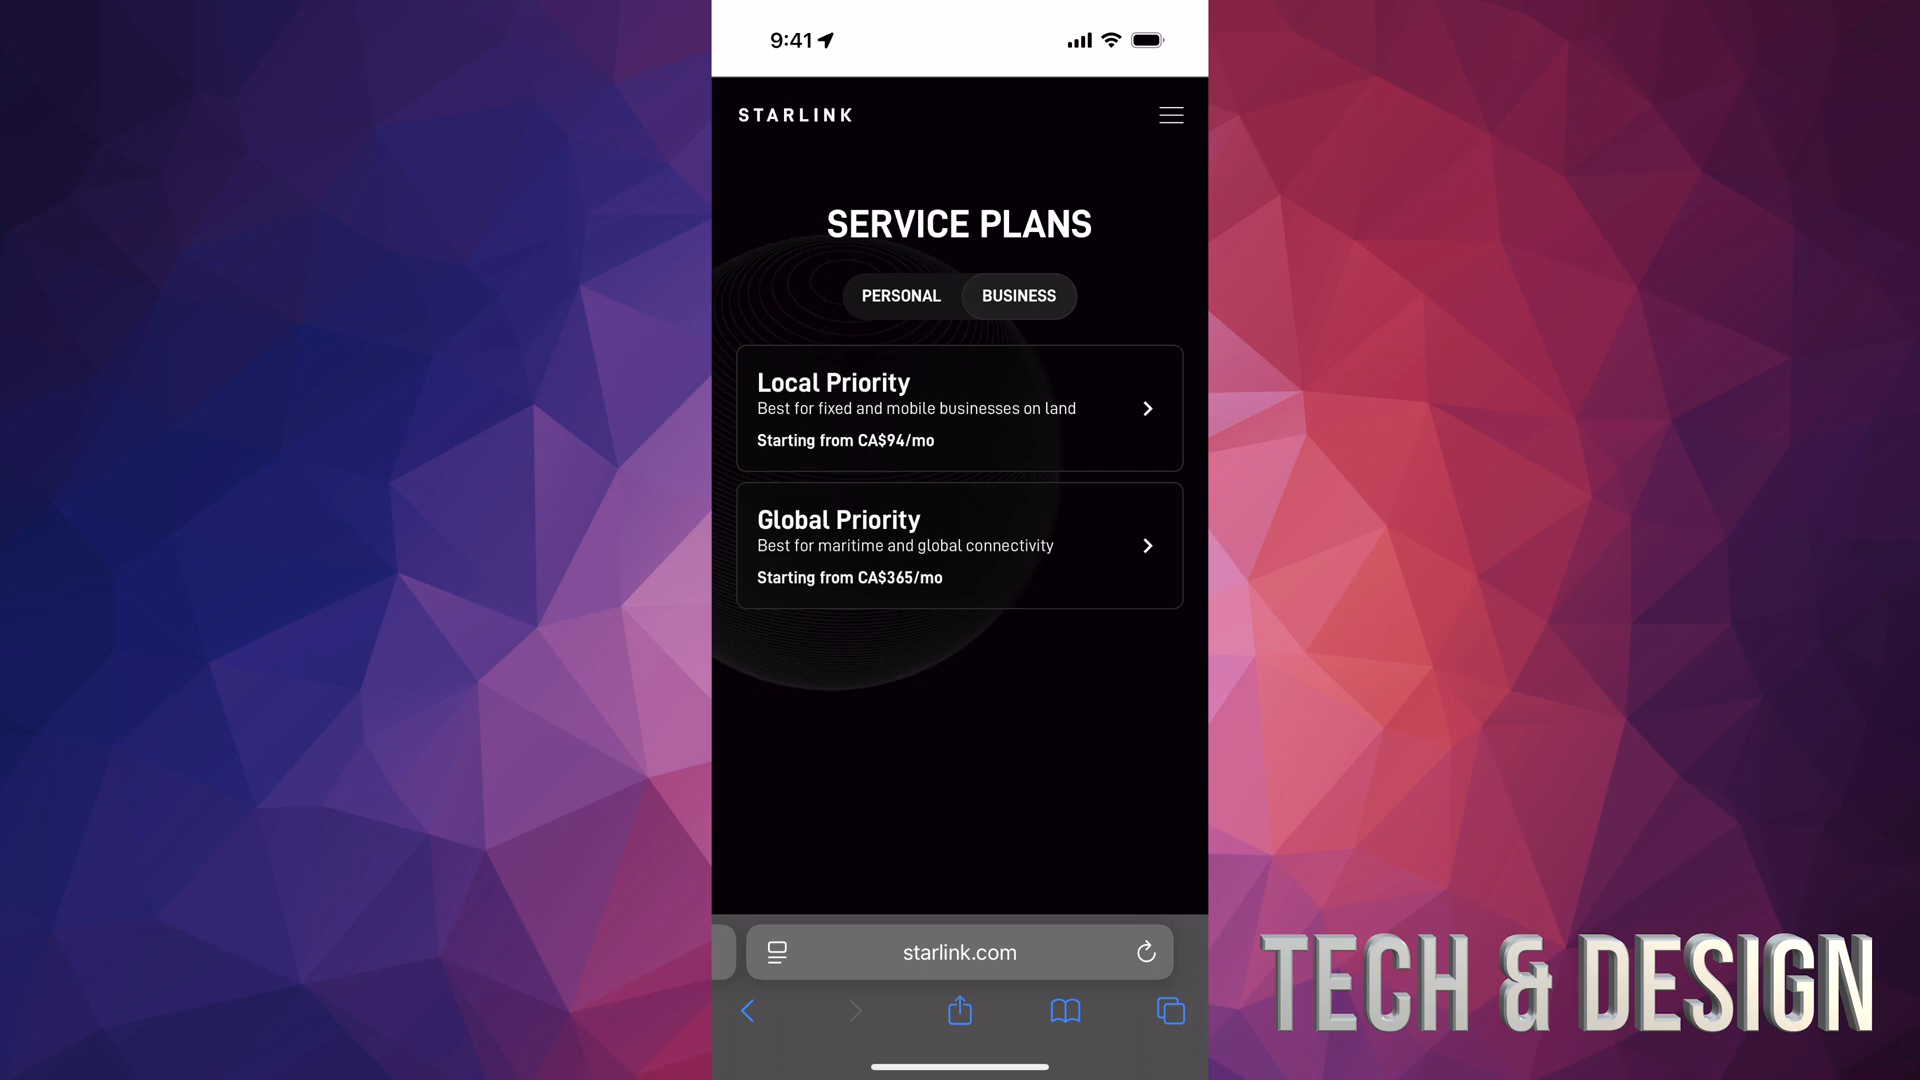 9:41
STARLINK
SERVICE PLANS
PERSONAL BUSINESS
Local Priority
Best for fixed and mobile businesses on land
Starting from CA$94/mo
Global Priority
Best for maritime and global connectivity
Starting from CA$365/mo
starlink.com
TECH & DESIGN